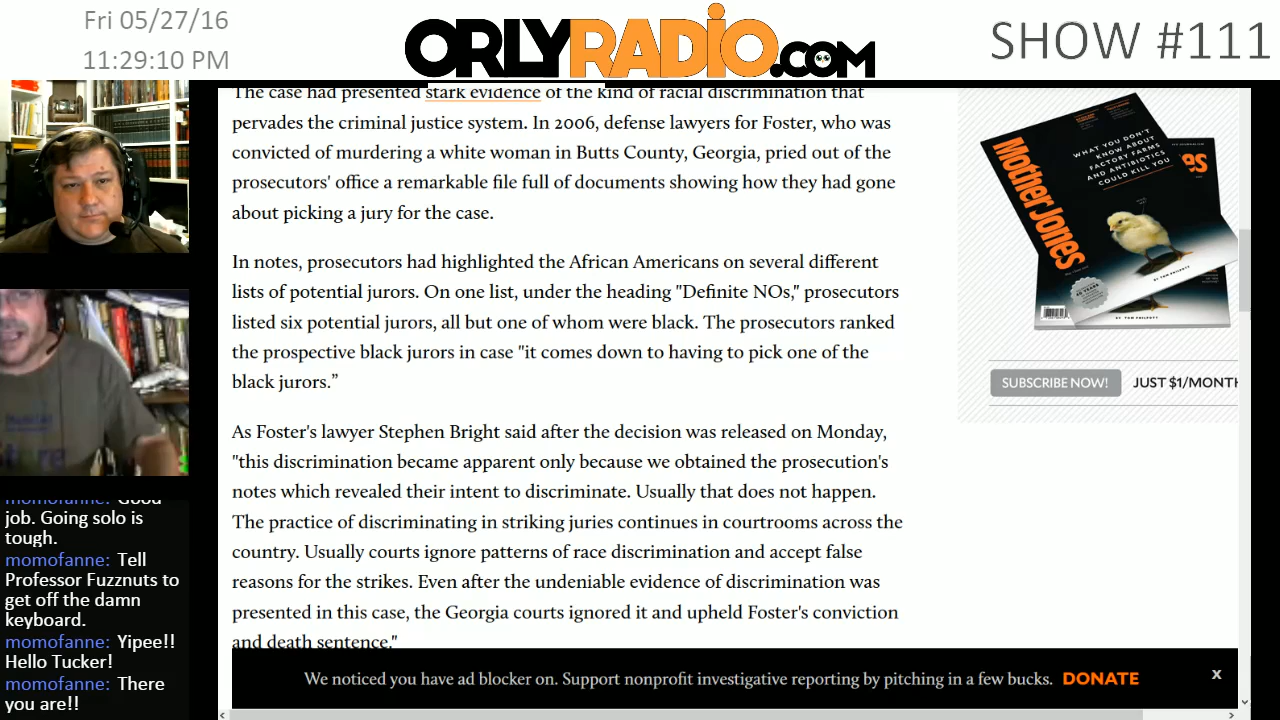 Fri 05/27/16
11:29:10 PM
ORLYRADIO.COM
SHOW #111
The case had presented stark evidence of the kind of racial discrimination that
pervades the criminal justice system. In 2006, defense lawyers for Foster, who was
convicted of murdering a white woman in Butts County, Georgia, pried out of the
prosecutors' office a remarkable file full of documents showing how they had gone
about picking a jury for the case.
In notes, prosecutors had highlighted the African Americans on several different
lists of potential jurors. On one list, under the heading "Definite NOs," prosecutors
listed six potential jurors, all but one of whom were black. The prosecutors ranked
the prospective black jurors in case "it comes down to having to pick one of the
black jurors.”
As Foster's lawyer Stephen Bright said after the decision was released on Monday,
"this discrimination became apparent only because we obtained the prosecution's
notes which revealed their intent to discriminate. Usually that does not happen.
The practice of discriminating in striking juries continues in courtrooms across the
country. Usually courts ignore patterns of race discrimination and accept false
reasons for the strikes. Even after the undeniable evidence of discrimination was
presented in this case, the Georgia courts ignored it and upheld Foster's conviction
and death sentence."
We noticed you have ad blocker on. Support nonprofit investigative reporting by pitching in a few bucks. DONATE
x
Mother Jones
WHAT YOU DON'T
KNOW ABOUT
FACTORY FARMS
AND ANTIBIOTICS
COULD KILL YOU
es
BY TOM PHILPOTT
SUBSCRIBE NOW!
JUST $1/MONTH
momofanne: Good
job. Going solo is
tough.
momofanne: Tell
Professor Fuzznuts to
get off the damn
keyboard.
momofanne: Yipee!!
Hello Tucker!
momofanne: There
you are!!